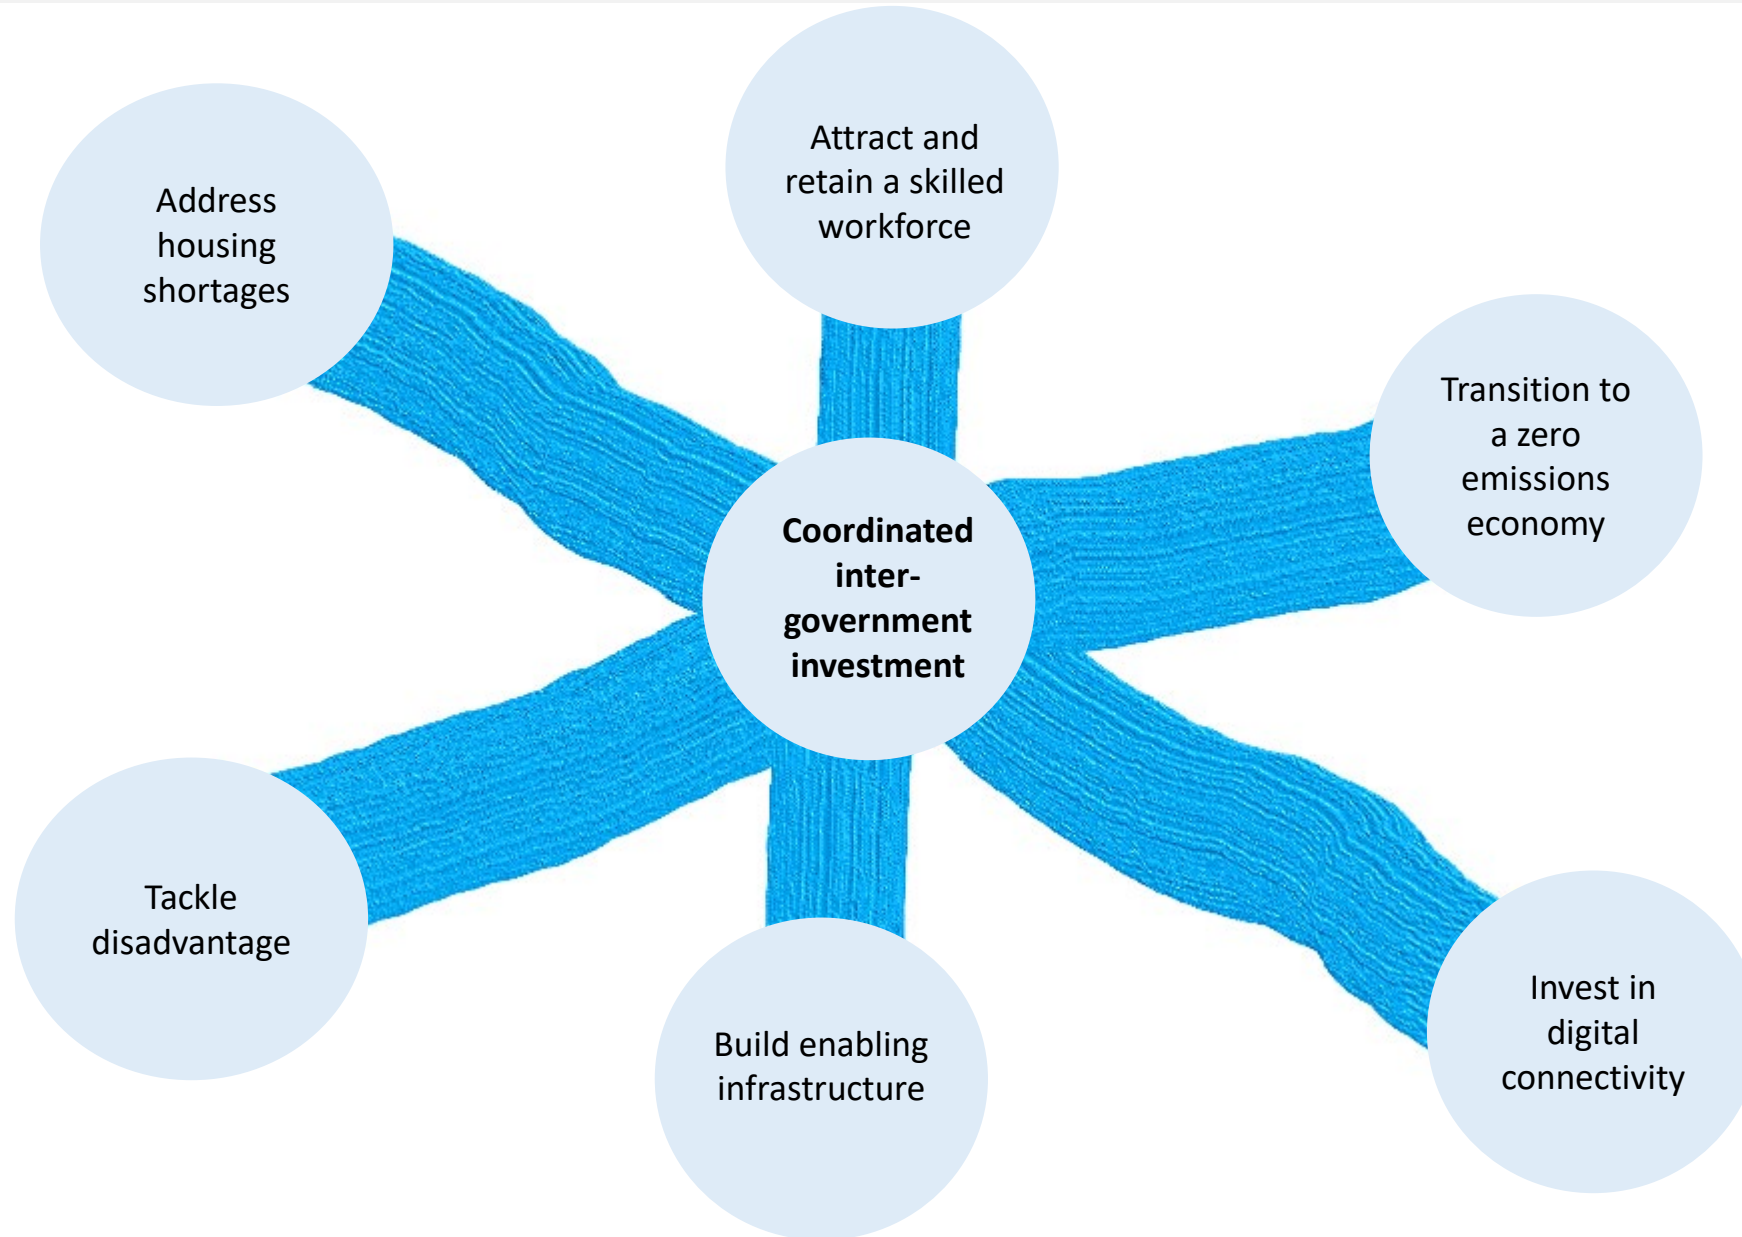 Attract and
retain a skilled
workforce
Address
housing
shortages
Transition to
a zero
emissions
economy
Coordinated
inter-
government
investment
Tackle
disadvantage
Build enabling
infrastructure
Invest in
digital
connectivity